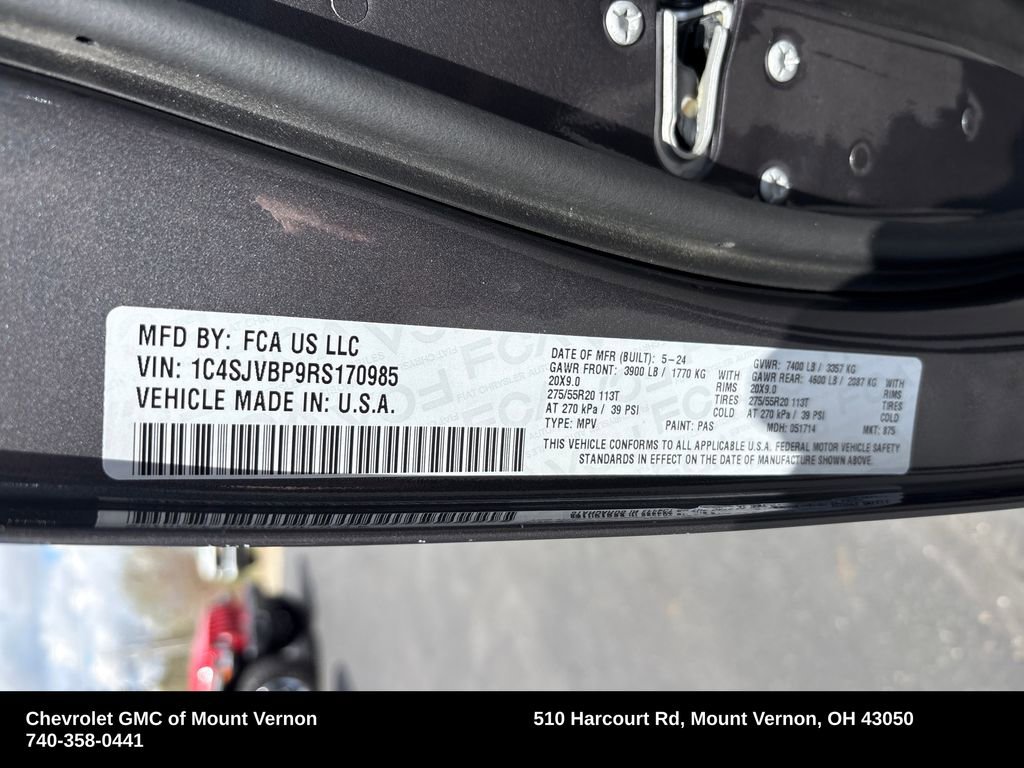 MFD BY: FCA US LLC
VIN: 1C4SJVBP9RS170985
VEHICLE MADE IN: U.S.A.
DATE OF MFR (BUILT): 5-24 GVWR: 7400 LB / 3357 KG
GAWR FRONT: 3900 LB / 1770 KG WITH GAWR REAR: 4600 LB / 2087 KG WITH
20X9.0 RIMS 20X9.0 RIMS
275/55R20 113T TIRES 275/55R20 113T TIRES
AT 270 kPa / 39 PSI COLD AT 270 kPa / 39 PSI COLD
TYPE: MPV PAINT: PAS MDH: 051714 MKT: 875
THIS VEHICLE CONFORMS TO ALL APPLICABLE U.S.A. FEDERAL MOTOR VEHICLE SAFETY
STANDARDS IN EFFECT ON THE DATE OF MANUFACTURE SHOWN ABOVE.
Chevrolet GMC of Mount Vernon 510 Harcourt Rd, Mount Vernon, OH 43050
740-358-0441